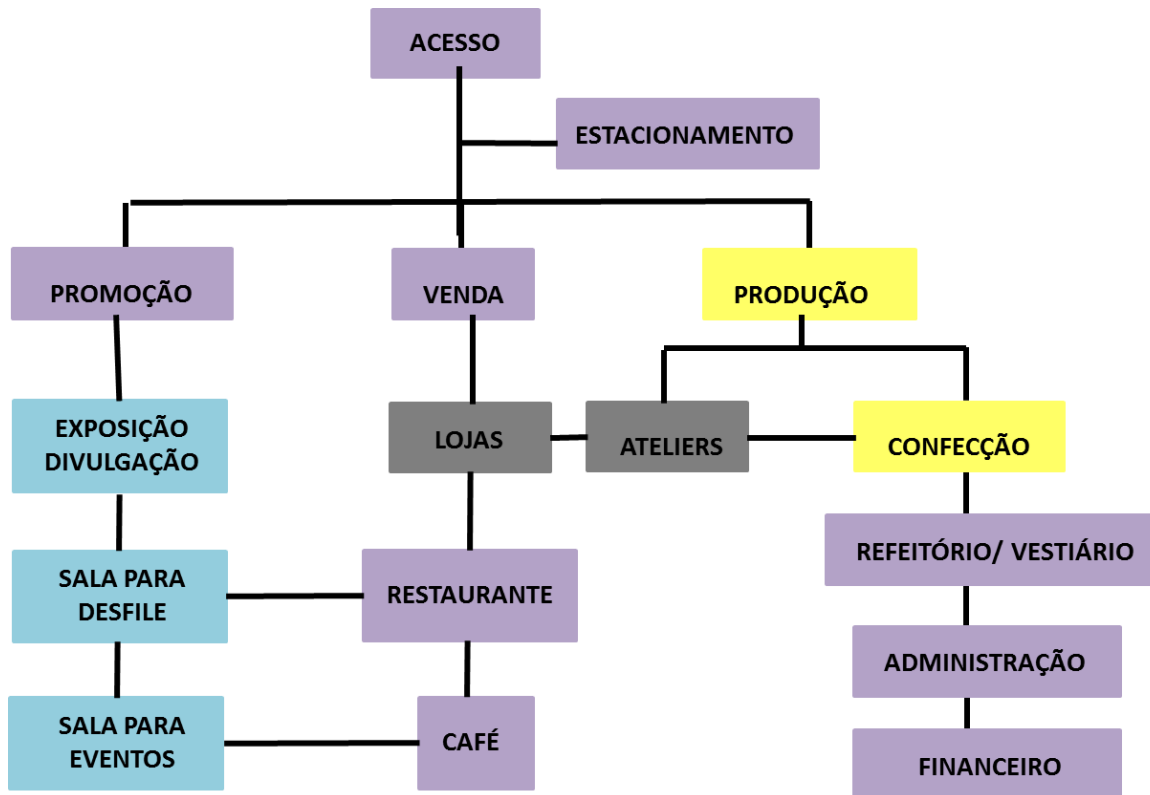 ACESSO
ESTACIONAMENTO
PROMOÇÃO
VENDA
PRODUÇÃO
EXPOSIÇÃO
DIVULGAÇÃO
LOJAS
ATELIERS
CONFECÇÃO
SALA PARA
DESFILE
RESTAURANTE
REFEITÓRIO/ VESTIÁRIO
ADMINISTRAÇÃO
SALA PARA
EVENTOS
CAFÉ
FINANCEIRO